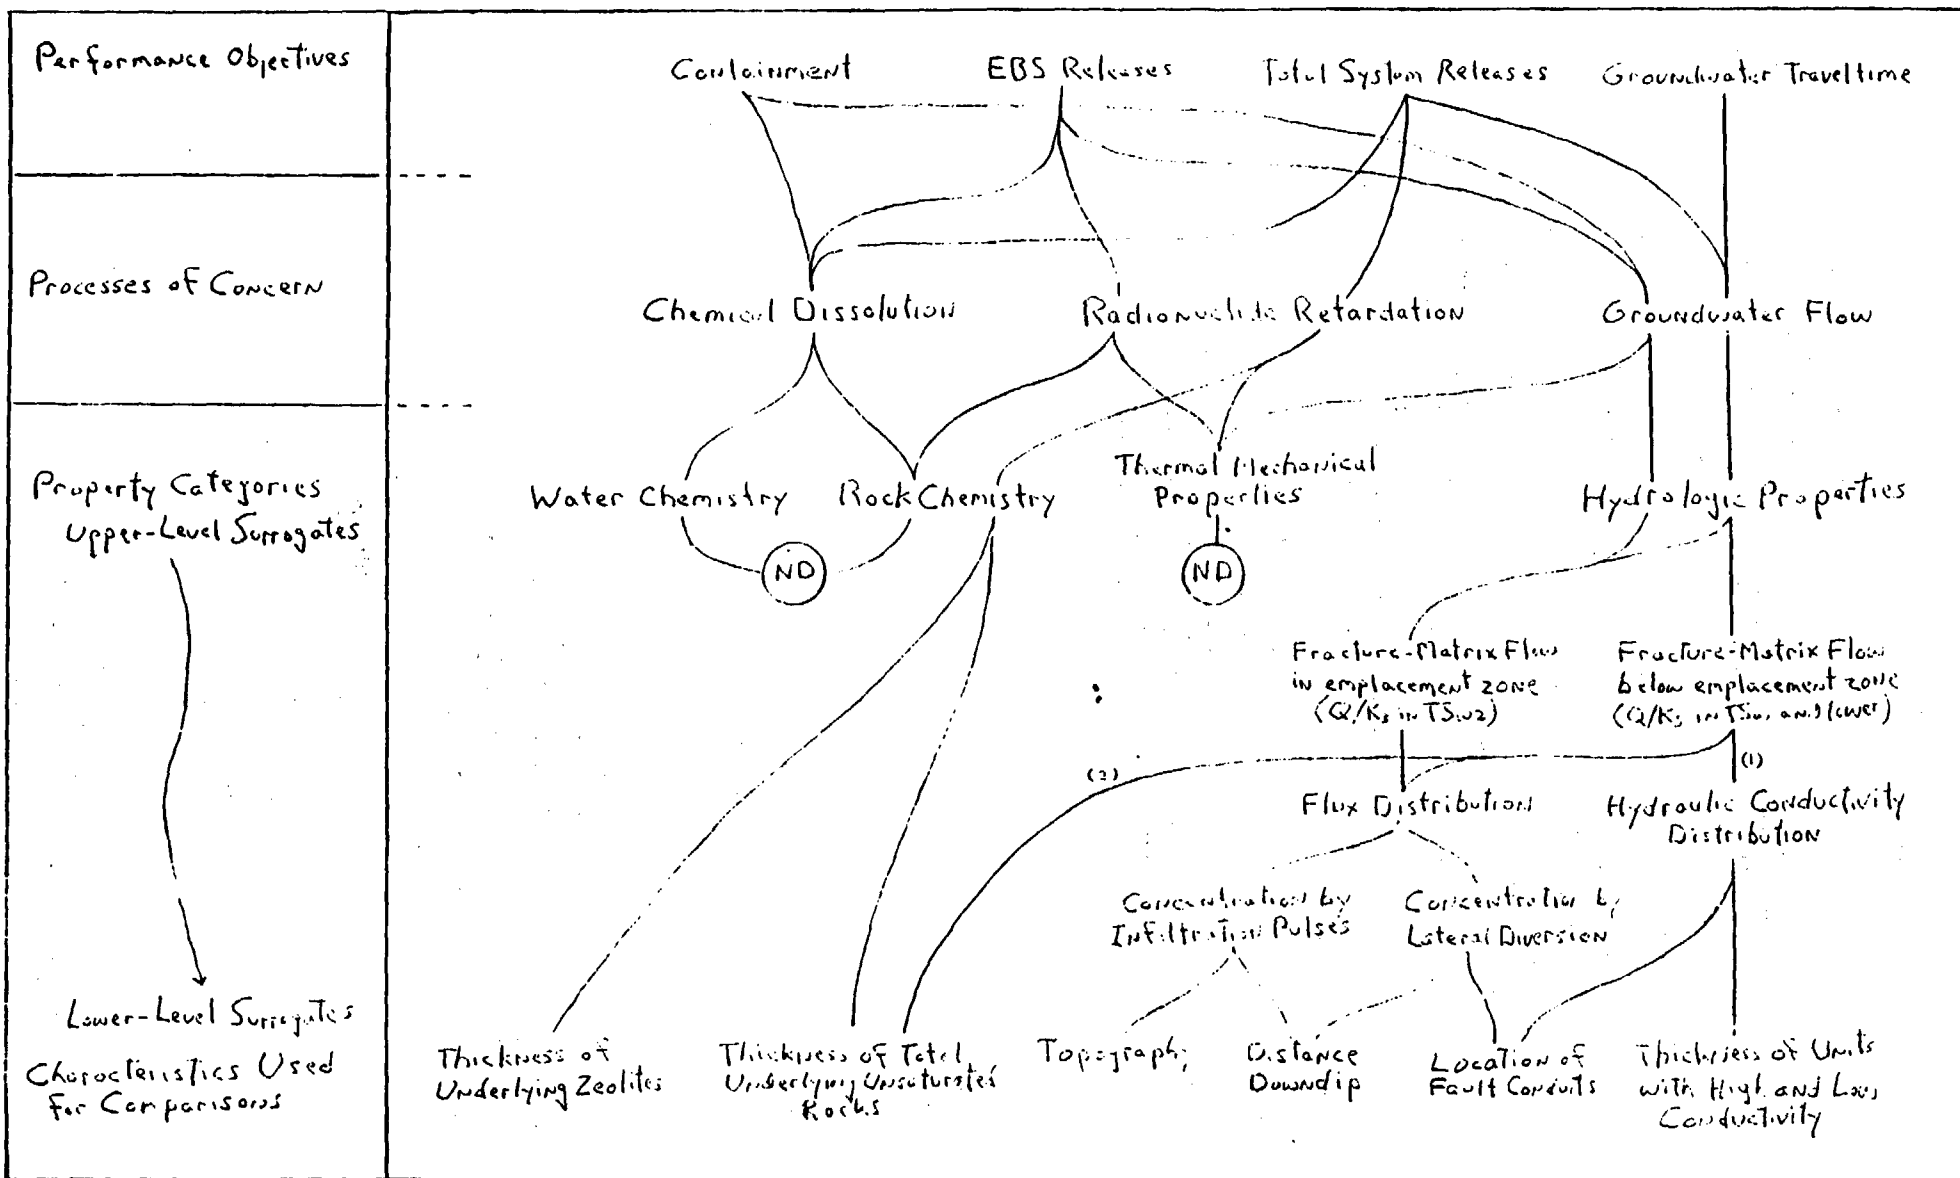 Performance Objectives
Containment
EBS Releases
Total System Releases
Groundwater Traveltime
Processes of Concern
Chemical Dissolution
Radionuclide Retardation
Groundwater Flow
Property Categories
Upper-Level Surrogates
Water Chemistry
Rock Chemistry
Thermal Mechanical
Properties
Hydrologic Properties
ND
ND
Fracture-Matrix Flow
in emplacement zone
(Q/Ks in TSw2)
Fracture-Matrix Flow
below emplacement zone
(Q/Ks in and lower)
(2)
(1)
Flux Distribution
Hydraulic Conductivity
Distribution
Concentration by
Infiltration Pulses
Concentration by
Lateral Diversion
Lower-Level Surrogates
Characteristics Used
for Comparisons
Thickness of
Underlying Zeolites
Thickness of Total
Underlying Unsaturated
Rocks
Topography
Distance
Downdip
Location of
Fault Conduits
Thickness of Units
with High and Low
Conductivity